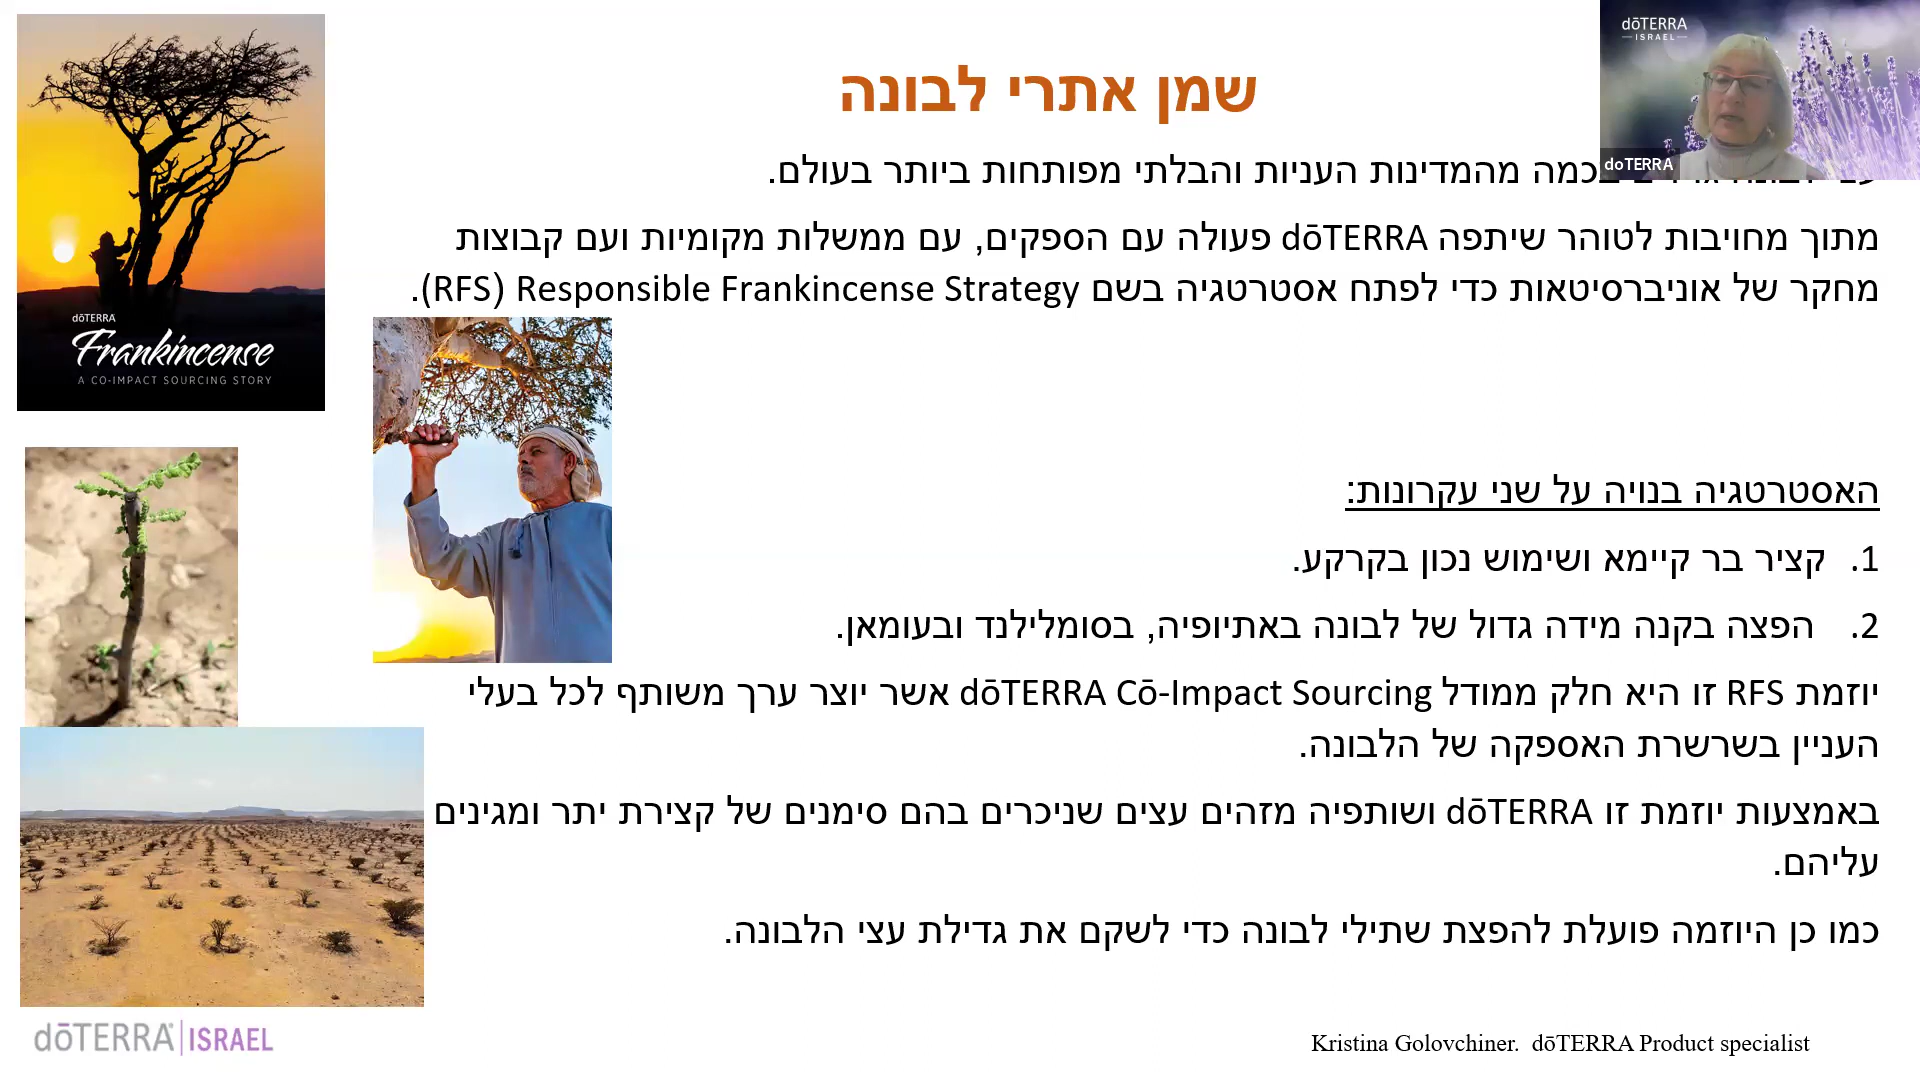 שמן אתרי לבונה
בכמה מהמדינות העניות והבלתי מפותחות ביותר בעולם.
מתוך מחויבות לטוהר שיתפה dōTERRA פעולה עם הספקים, עם ממשלות מקומיות ועם קבוצות
מחקר של אוניברסיטאות כדי לפתח אסטרטגיה בשם Responsible Frankincense Strategy (RFS).
האסטרטגיה בנויה על שני עקרונות:
1. קציר בר קיימא ושימוש נכון בקרקע.
2. הפצה בקנה מידה גדול של לבונה באתיופיה, בסומלילנד ובעומאן.
יוזמת RFS זו היא חלק ממודל dōTERRA Cō-Impact Sourcing אשר יוצר ערך משותף לכל בעלי
העניין בשרשרת האספקה של הלבונה.
באמצעות יוזמת זו dōTERRA ושותפיה מזהים עצים שניכרים בהם סימנים של קצירת יתר ומגינים
עליהם.
כמו כן היוזמה פועלת להפצת שתילי לבונה כדי לשקם את גדילת עצי הלבונה.
dōTERRA
Frankincense
A CO-IMPACT SOURCING STORY
dōTERRA
ISRAEL
doTERRA
dōTERRA | ISRAEL
Kristina Golovchiner. dōTERRA Product specialist